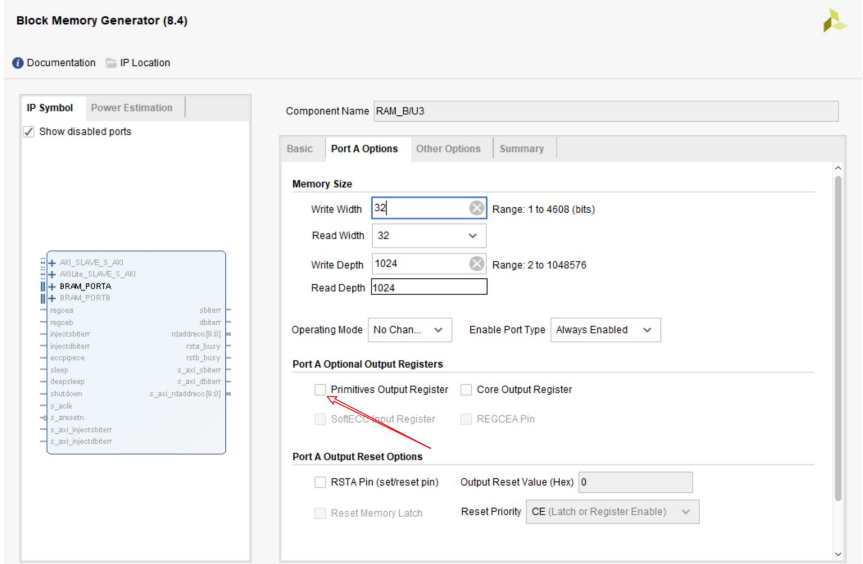 Block Memory Generator (8.4)
Documentation IP Location
IP Symbol Power Estimation
Show disabled ports
AXI_SLAVE_S_AXI
AXILite_SLAVE_S_AXI
BRAM_PORTA
BRAM_PORTB
regcea sbiterr
regceb dbiterr
injectsbiterr rdaddrecc[9:0]
injectdbiterr rsta_busy
eccpipece rstb_busy
sleep s_axi_sbiterr
deepsleep s_axi_dbiterr
shutdown s_axi_rdaddrecc[9:0]
s_aclk
s_aresetn
s_axi_injectsbiterr
s_axi_injectdbiterr
Component Name RAM_B/U3
Basic Port A Options Other Options Summary
Memory Size
Write Width 32 Range: 1 to 4608 (bits)
Read Width 32
Write Depth 1024 Range: 2 to 1048576
Read Depth 1024
Operating Mode No Chan... Enable Port Type Always Enabled
Port A Optional Output Registers
Primitives Output Register Core Output Register
SoftECC Input Register REGCEA Pin
Port A Output Reset Options
RSTA Pin (set/reset pin) Output Reset Value (Hex) 0
Reset Memory Latch Reset Priority CE (Latch or Register Enable)